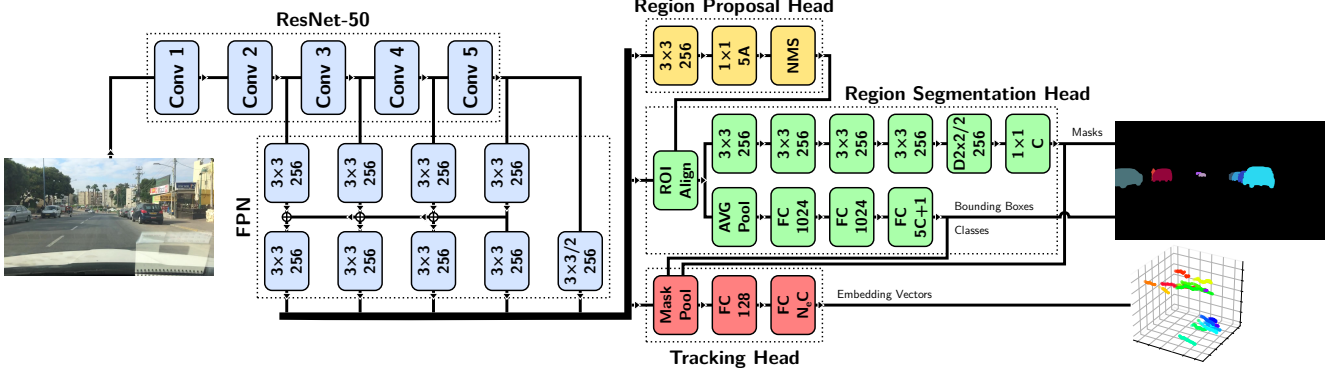 ResNet-50
Conv 1
Conv 2
Conv 3
Conv 4
Conv 5
FPN
3×3
256
3×3
256
3×3
256
3×3
256
3×3
256
3×3
256
3×3
256
3×3
256
3×3/2
256
Region Proposal Head
3×3
256
1×1
5A
NMS
Region Segmentation Head
ROI
Align
3×3
256
3×3
256
3×3
256
3×3
256
D2x2/2
256
1×1
C
Masks
AVG
Pool
FC
1024
FC
1024
FC
5C+1
Bounding Boxes
Classes
Mask
Pool
FC
128
FC
NₑC
Embedding Vectors
Tracking Head